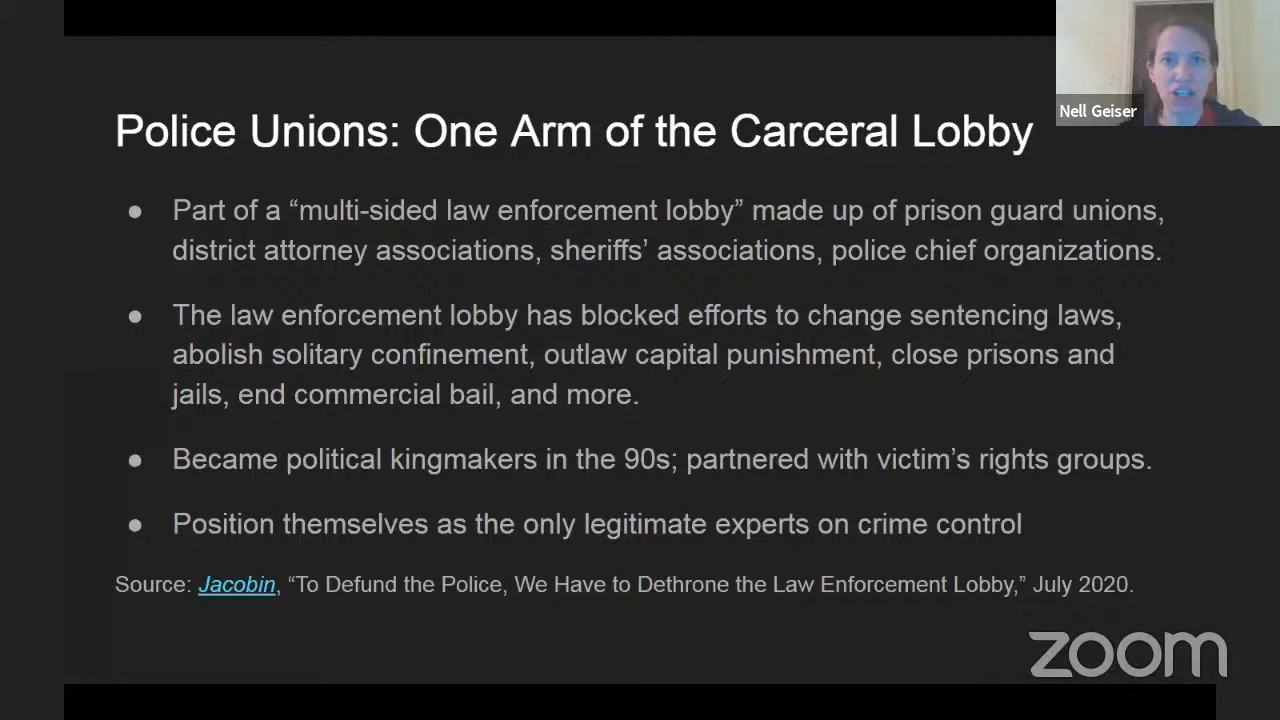 Nell Geiser
Police Unions: One Arm of the Carceral Lobby
● Part of a “multi-sided law enforcement lobby” made up of prison guard unions,
district attorney associations, sheriffs’ associations, police chief organizations.
● The law enforcement lobby has blocked efforts to change sentencing laws,
abolish solitary confinement, outlaw capital punishment, close prisons and
jails, end commercial bail, and more.
● Became political kingmakers in the 90s; partnered with victim’s rights groups.
● Position themselves as the only legitimate experts on crime control
Source: Jacobin, “To Defund the Police, We Have to Dethrone the Law Enforcement Lobby,” July 2020.
zoom